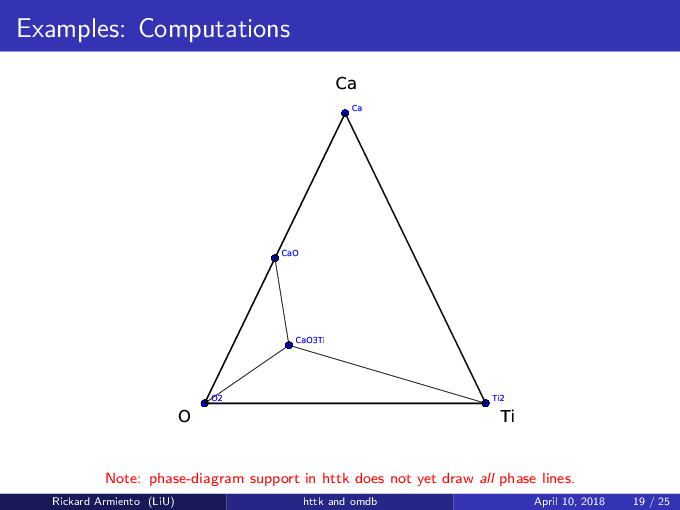 Examples: Computations
Ca
Ca
CaO
CaO3Ti
O2
Ti2
O
Ti
Note: phase-diagram support in httk does not yet draw all phase lines.
Rickard Armiento (LiU)
httk and omdb
April 10, 2018
19 / 25